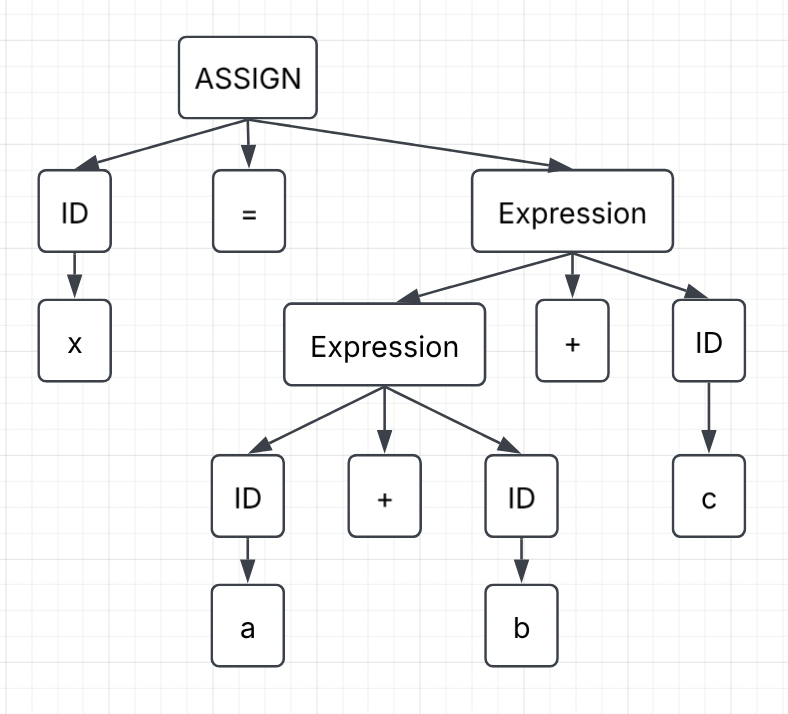 ASSIGN
ID
=
Expression
x
Expression
+
ID
ID
+
ID
c
a
b